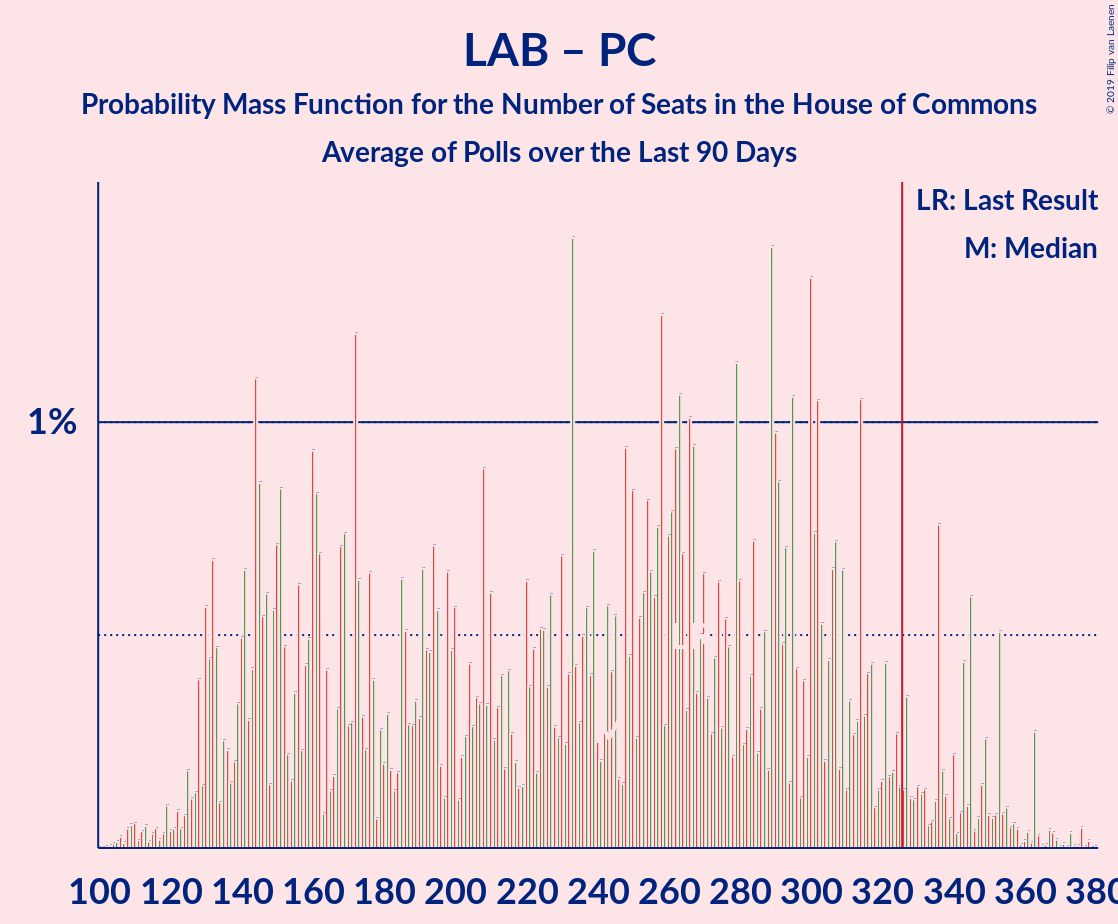 LAB – PC
Probability Mass Function for the Number of Seats in the House of Commons
Average of Polls over the Last 90 Days
© 2019 Filip van Laenen
LR: Last Result
M: Median
1%
100 120 140 160 180 200 220 240 260 280 300 320 340 360 380